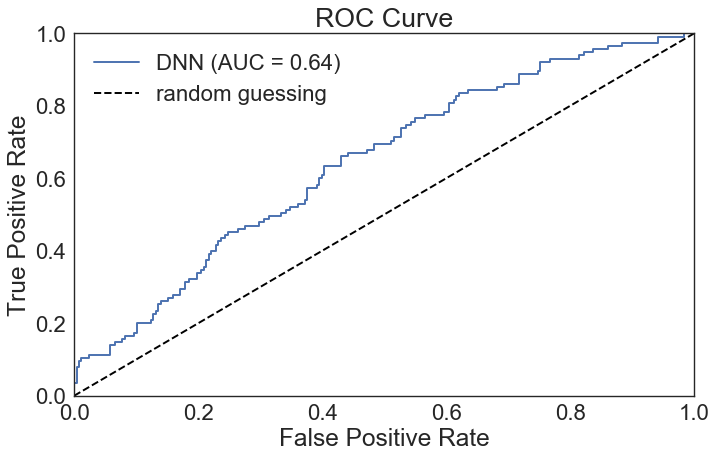 ROC Curve
DNN (AUC = 0.64)
random guessing
True Positive Rate
1.0
0.8
0.6
0.4
0.2
0.0
0.0 0.2 0.4 0.6 0.8 1.0
False Positive Rate